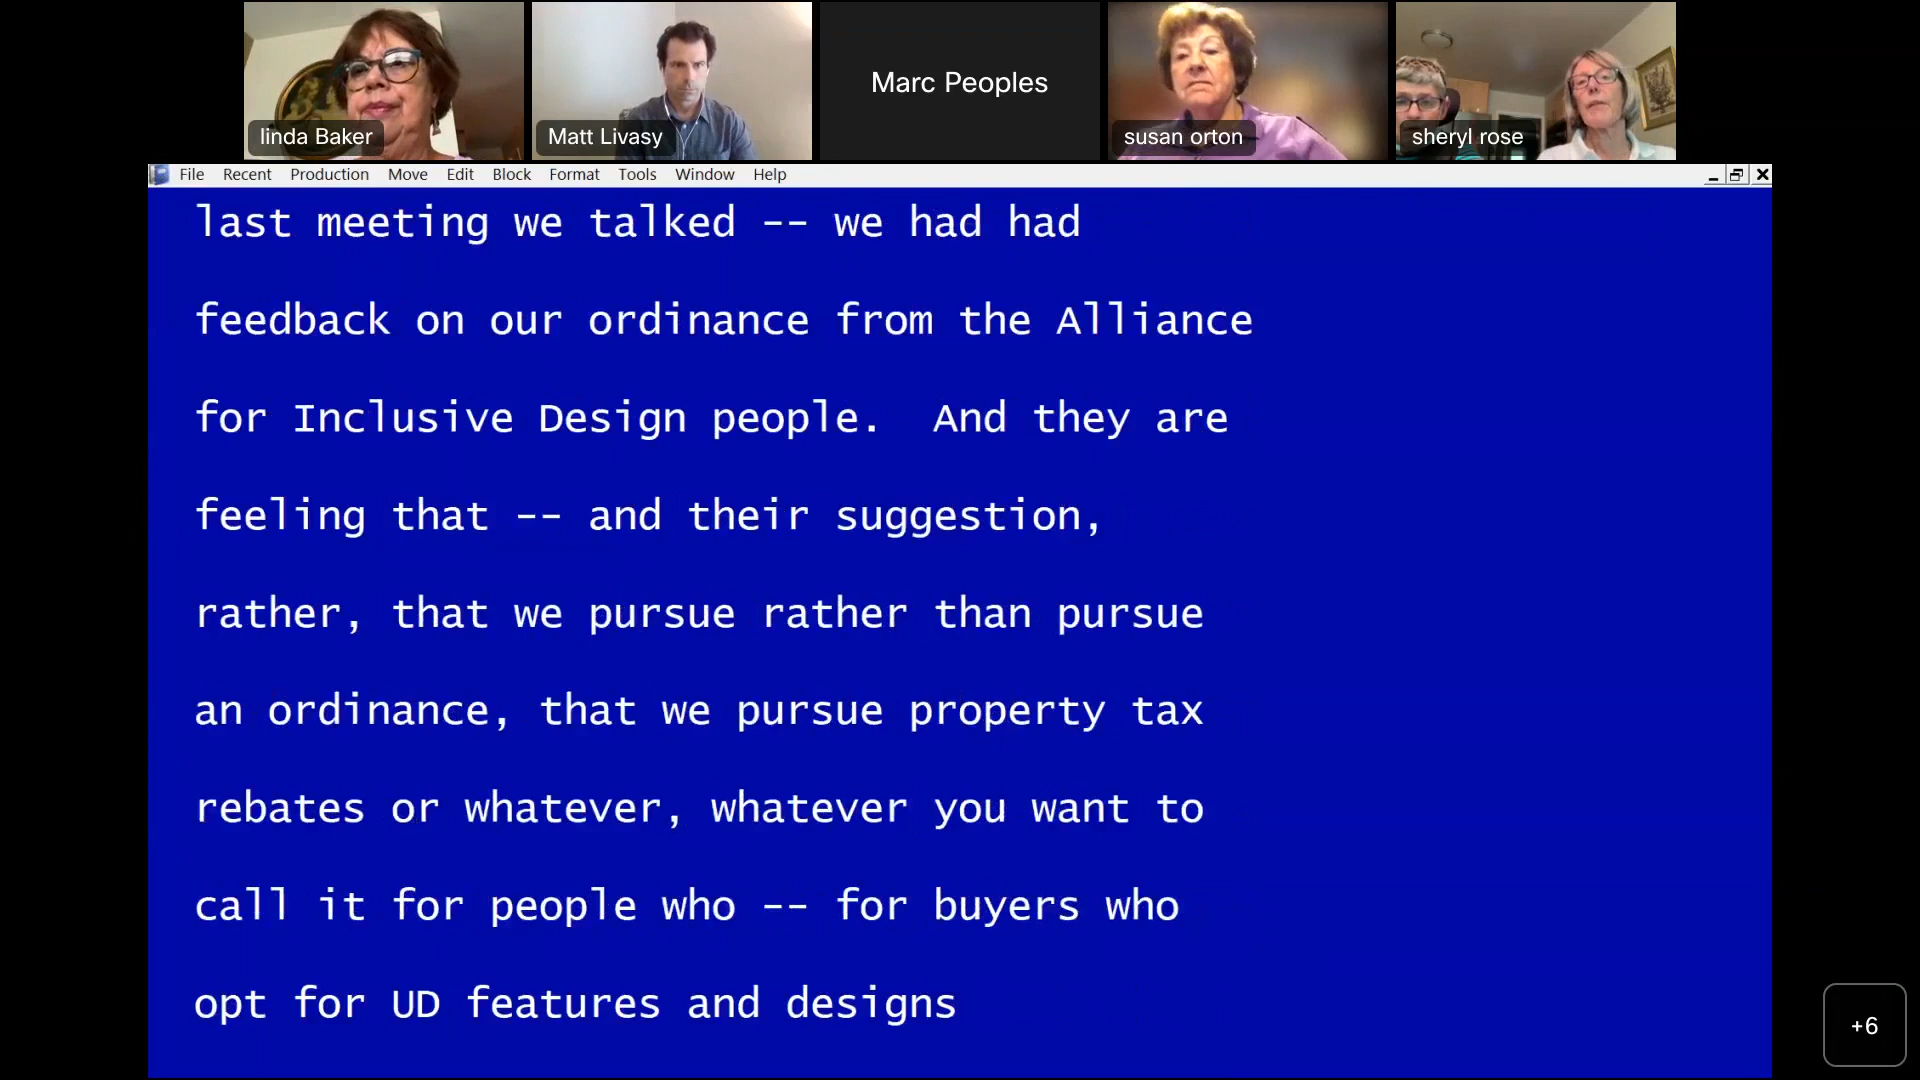 Marc Peoples
linda Baker
Matt Livasy
susan orton
sheryl rose
File Recent Production Move Edit Block Format Tools Window Help
last meeting we talked -- we had had
feedback on our ordinance from the Alliance
for Inclusive Design people.  And they are
feeling that -- and their suggestion,
rather, that we pursue rather than pursue
an ordinance, that we pursue property tax
rebates or whatever, whatever you want to
call it for people who -- for buyers who
opt for UD features and designs
+6